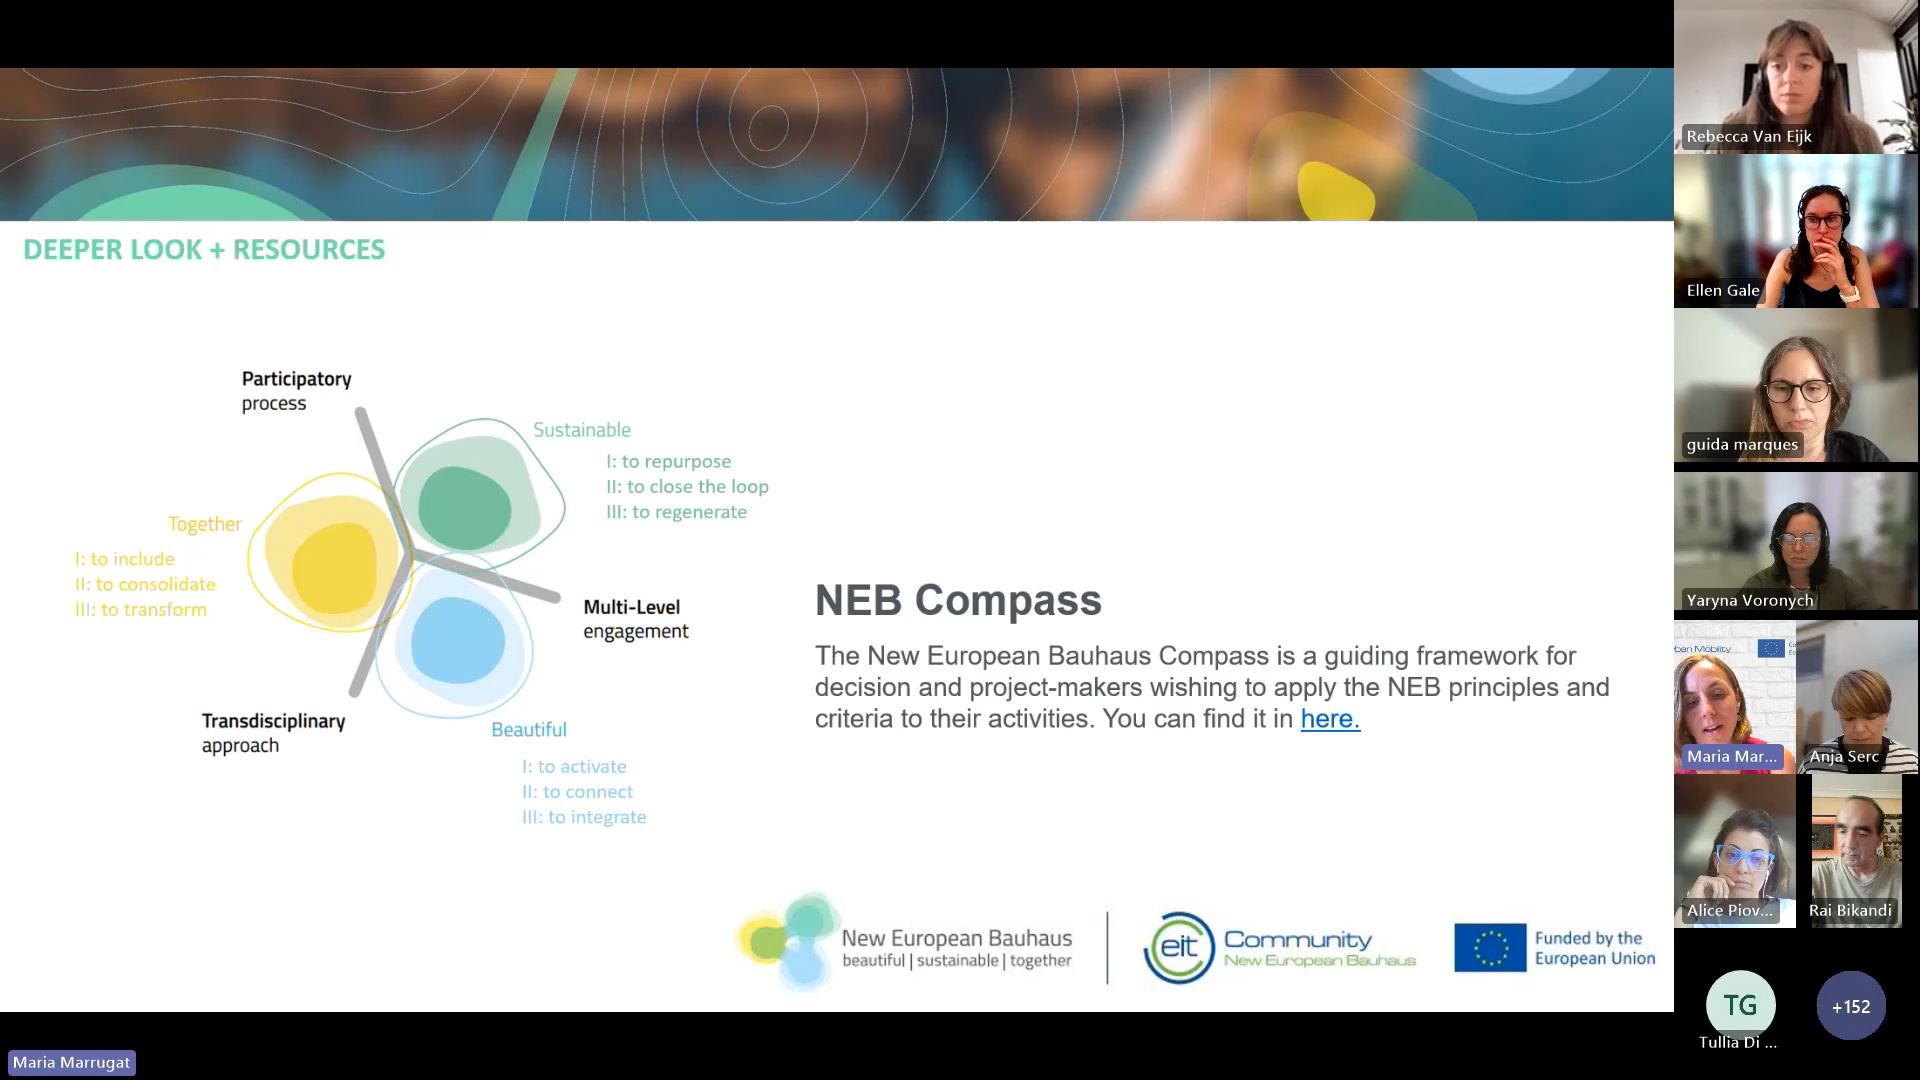 DEEPER LOOK + RESOURCES
Participatory
process
Sustainable
I: to repurpose
II: to close the loop
III: to regenerate
Together
I: to include
II: to consolidate
III: to transform
Multi-Level
engagement
Transdisciplinary
approach
Beautiful
I: to activate
II: to connect
III: to integrate
NEB Compass
The New European Bauhaus Compass is a guiding framework for
decision and project-makers wishing to apply the NEB principles and
criteria to their activities. You can find it in here.
New European Bauhaus
beautiful | sustainable | together
eit Community
New European Bauhaus
Funded by the
European Union
Maria Marrugat
Rebecca Van Eijk
Ellen Gale
guida marques
Yaryna Voronych
Mobility
Maria Mar...
Anja Serc
Alice Piov...
Rai Bikandi
TG
Tullia Di ...
+152